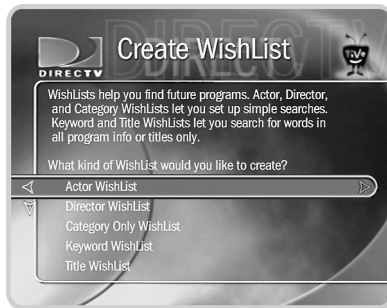 DIRECTV
Create WishList
TiVo
DIRECTV
WishLists help you find future programs. Actor, Director,
and Category WishLists let you set up simple searches.
Keyword and Title WishLists let you search for words in
all program info or titles only.
What kind of WishList would you like to create?
Actor WishList
Director WishList
Category Only WishList
Keyword WishList
Title WishList